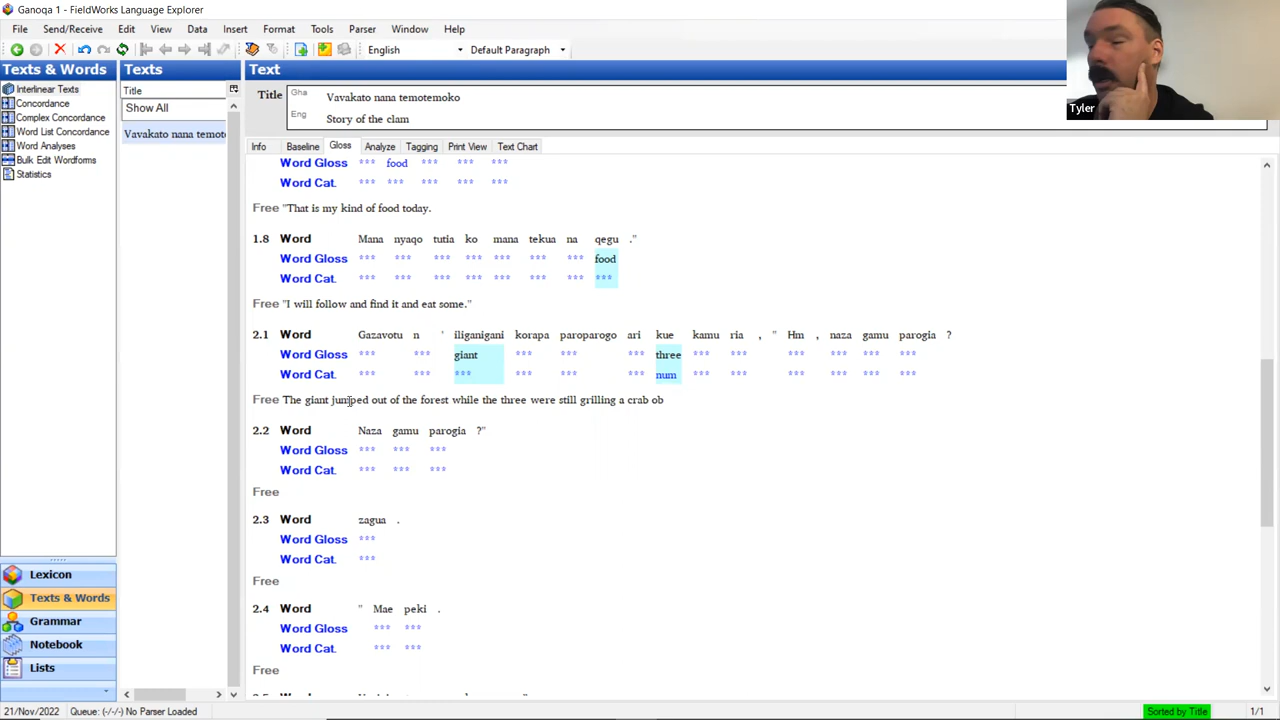 Ganoqa 1 - FieldWorks Language Explorer
File Send/Receive Edit View Data Insert Format Tools Parser Window Help
English Default Paragraph
Texts & Words
Interlinear Texts
Concordance
Complex Concordance
Word List Concordance
Word Analyses
Bulk Edit Wordforms
Statistics
Lexicon
Texts & Words
Grammar
Notebook
Lists
Texts
Title
Show All
Vavakato nana temot
Text
Title
Gha Vavakato nana temotemoko
Eng Story of the clam
Info Baseline Gloss Analyze Tagging Print View Text Chart
Word Gloss *** food *** *** ***
Word Cat. *** *** *** *** ***
Free "That is my kind of food today.
1.8 Word Mana nyaqo tutia ko mana tekua na qegu ."
Word Gloss *** *** *** *** *** *** *** food
Word Cat. *** *** *** *** *** *** *** ***
Free "I will follow and find it and eat some."
2.1 Word Gazavotu n ' iliganigani korapa paroparogo ari kue kamu ria , " Hm , naza gamu parogia ?
Word Gloss *** *** giant *** *** *** three *** *** *** *** *** ***
Word Cat. *** *** *** *** *** *** num *** *** *** *** *** ***
Free The giant jumped out of the forest while the three were still grilling a crab ob
2.2 Word Naza gamu parogia ?"
Word Gloss *** *** ***
Word Cat. *** *** ***
Free
2.3 Word zagua .
Word Gloss ***
Word Cat. ***
Free
2.4 Word " Mae peki .
Word Gloss *** ***
Word Cat. *** ***
Free
Tyler
21/Nov/2022 Queue: (-/-/-) No Parser Loaded Sorted by Title 1/1